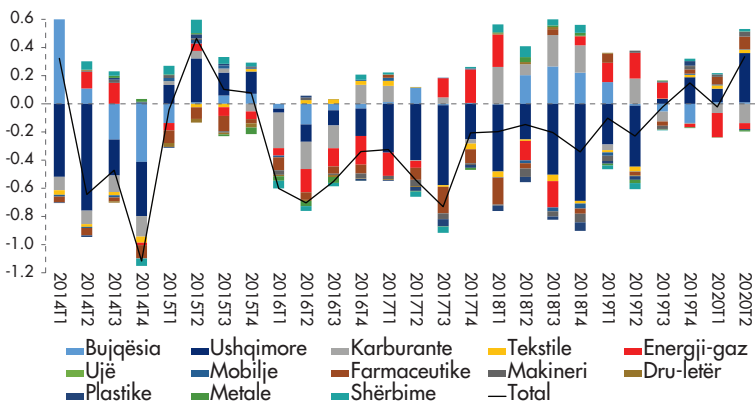 0.6
0.4
0.2
0.0
-0.2
-0.4
-0.6
-0.8
-1.0
-1.2
2014T1
2014T2
2014T3
2014T4
2015T1
2015T2
2015T3
2015T4
2016T1
2016T2
2016T3
2016T4
2017T1
2017T2
2017T3
2017T4
2018T1
2018T2
2018T3
2018T4
2019T1
2019T2
2019T3
2019T4
2020T1
2020T2
Bujqësia Ushqimore Karburante Tekstile Energji-gaz
Ujë Mobilje Farmaceutike Makineri Dru-letër
Plastike Metale Shërbime Total